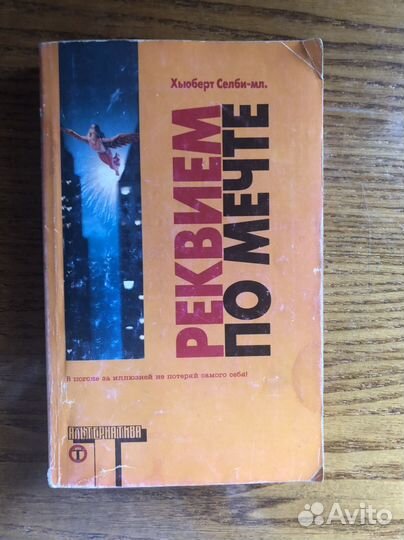 Хьюберт Селби-мл.
РЕКВИЕМ
ПО МЕЧТЕ
В погоне за иллюзией не потеряй самого себя!
АЛЬТЕРНАТИВА
Т
Avito